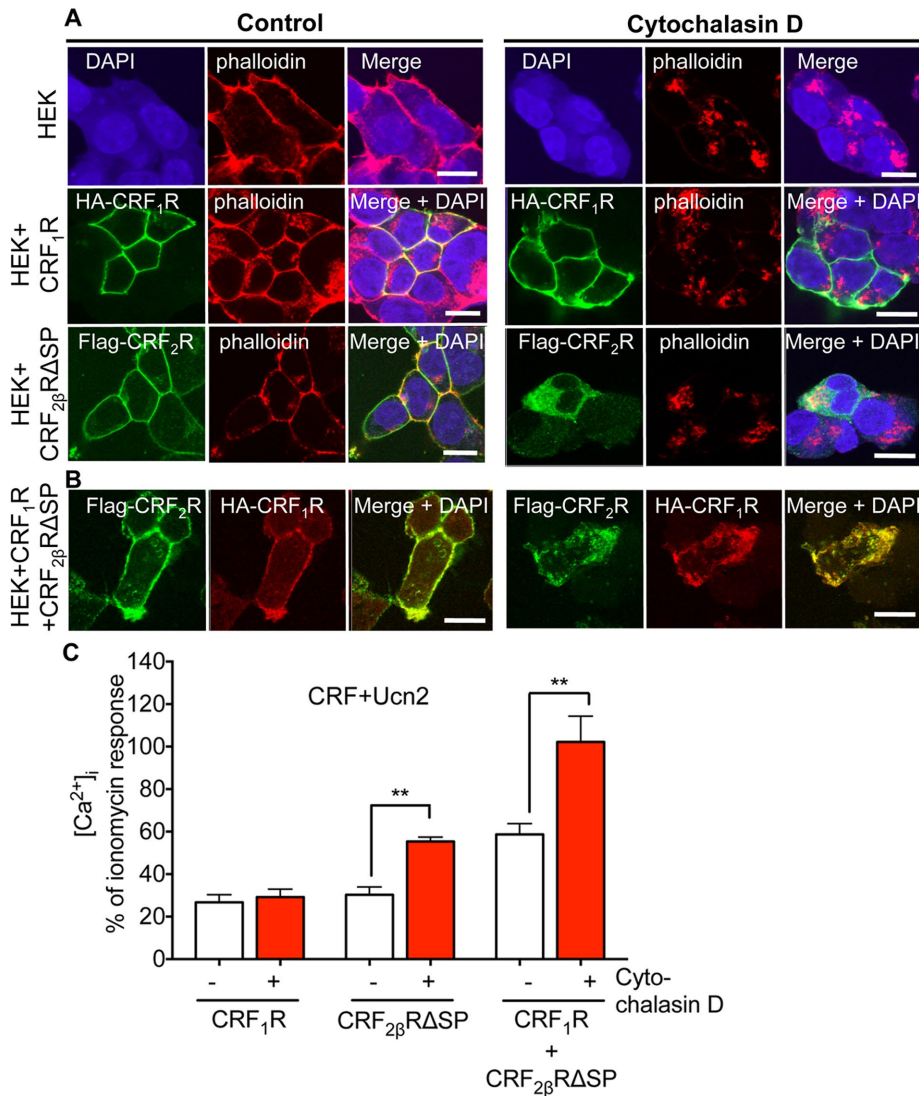 A
Control
Cytochalasin D
HEK
DAPI
phalloidin
Merge
DAPI
phalloidin
Merge
HEK+
CRF₁R
HA-CRF₁R
phalloidin
Merge + DAPI
HA-CRF₁R
phalloidin
Merge + DAPI
HEK+
CRF₂βRΔSP
Flag-CRF₂R
phalloidin
Merge + DAPI
Flag-CRF₂R
phalloidin
Merge + DAPI
B
HEK+CRF₁R
+CRF₂βRΔSP
Flag-CRF₂R
HA-CRF₁R
Merge + DAPI
Flag-CRF₂R
HA-CRF₁R
Merge + DAPI
C
[Ca²⁺]ᵢ
% of ionomycin response
140
120
100
80
60
40
20
0
CRF+Ucn2
**
**
- + - + - +
Cyto-
chalasin D
CRF₁R
CRF₂βRΔSP
CRF₁R
+
CRF₂βRΔSP